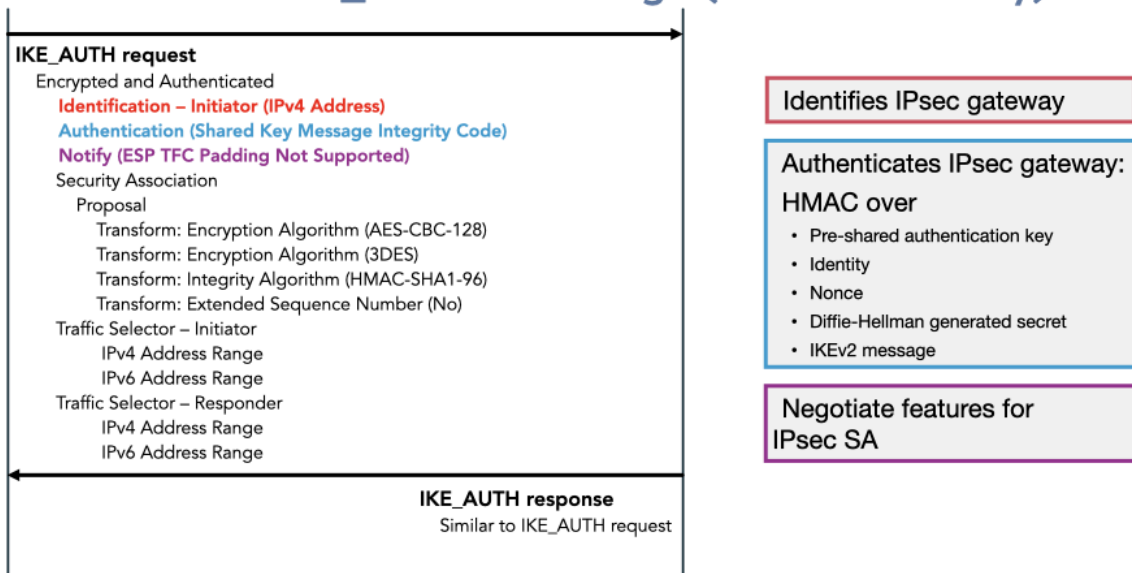 IKE_AUTH request
Encrypted and Authenticated
Identification – Initiator (IPv4 Address)
Authentication (Shared Key Message Integrity Code)
Notify (ESP TFC Padding Not Supported)
Security Association
Proposal
Transform: Encryption Algorithm (AES-CBC-128)
Transform: Encryption Algorithm (3DES)
Transform: Integrity Algorithm (HMAC-SHA1-96)
Transform: Extended Sequence Number (No)
Traffic Selector – Initiator
IPv4 Address Range
IPv6 Address Range
Traffic Selector – Responder
IPv4 Address Range
IPv6 Address Range
IKE_AUTH response
Similar to IKE_AUTH request
Identifies IPsec gateway
Authenticates IPsec gateway:
HMAC over
• Pre-shared authentication key
• Identity
• Nonce
• Diffie-Hellman generated secret
• IKEv2 message
Negotiate features for
IPsec SA